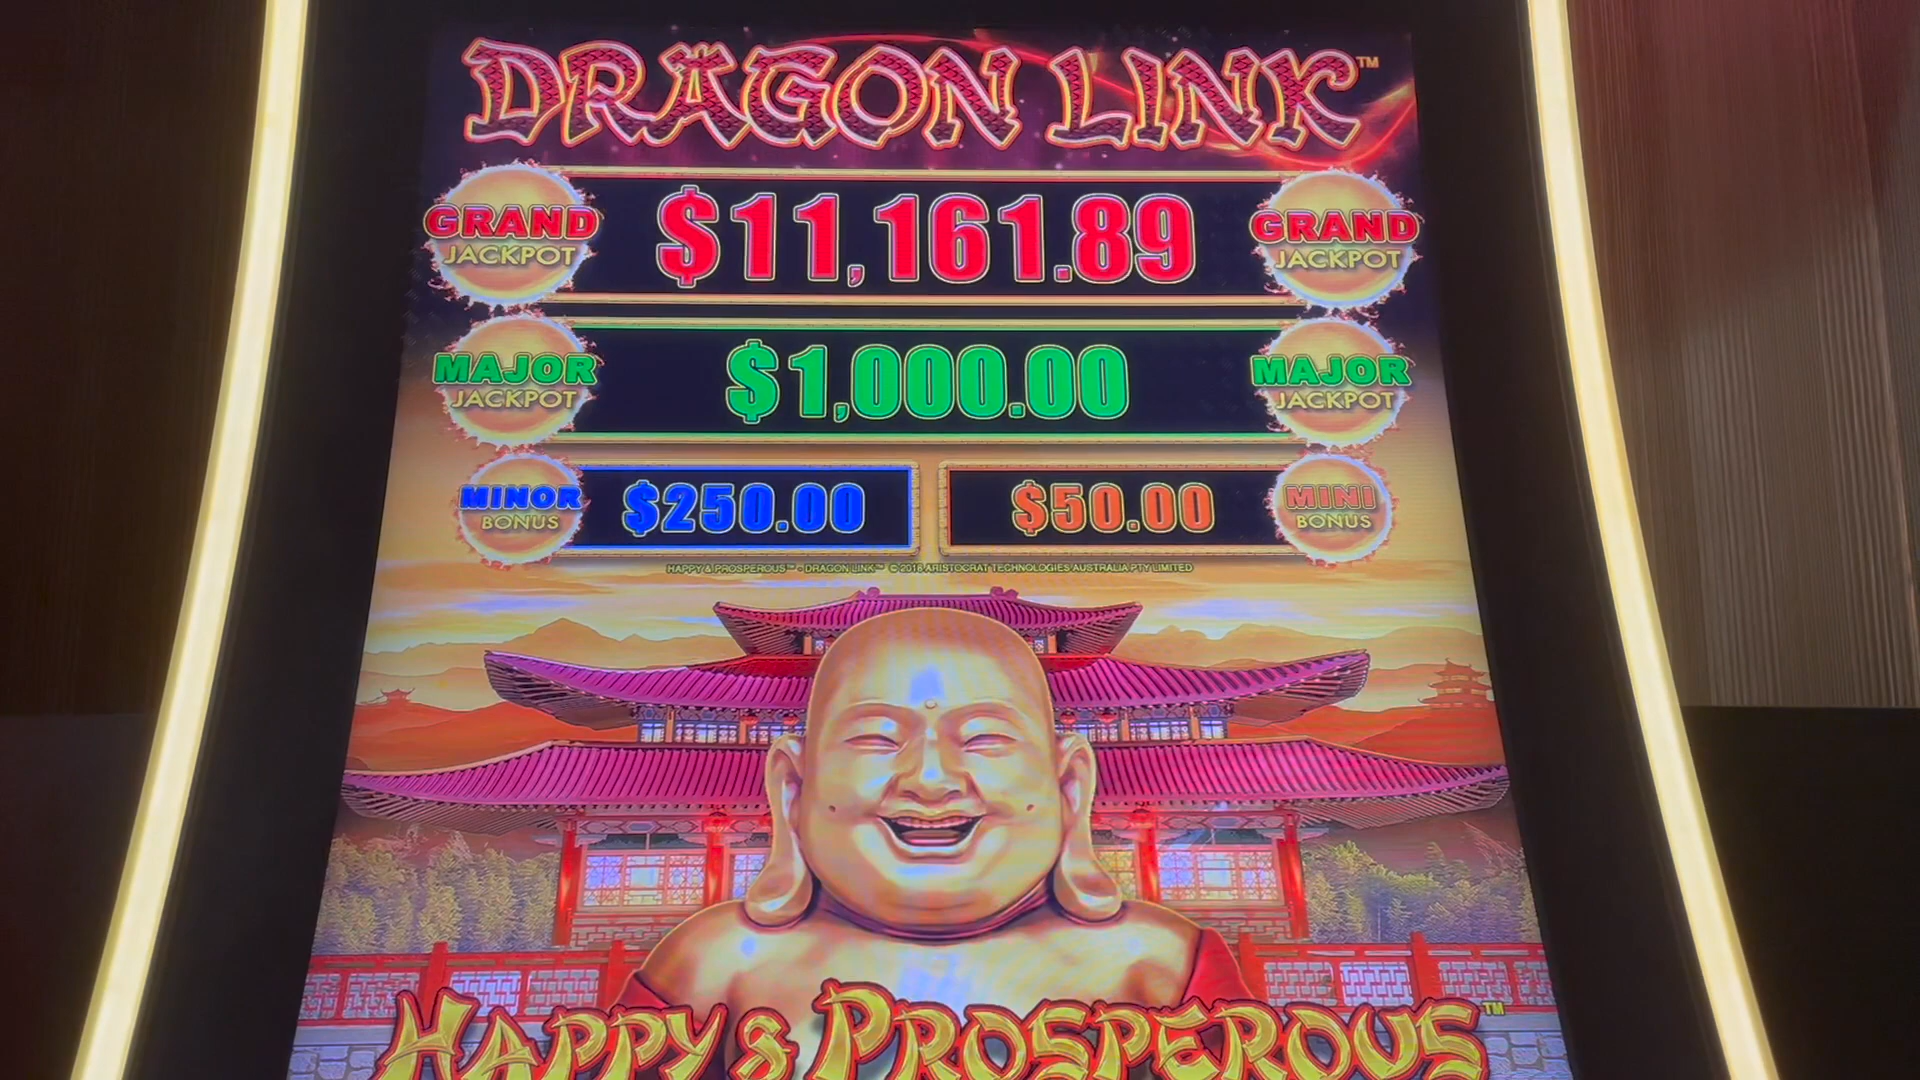 DRAGON LINK™
GRAND JACKPOT
$11,161.89
GRAND JACKPOT
MAJOR JACKPOT
$1,000.00
MAJOR JACKPOT
MINOR BONUS
$250.00
$50.00
MINI BONUS
HAPPY & PROSPEROUS™ - DRAGON LINK™ © 2018 ARISTOCRAT TECHNOLOGIES AUSTRALIA PTY LIMITED
HAPPY & PROSPEROUS™